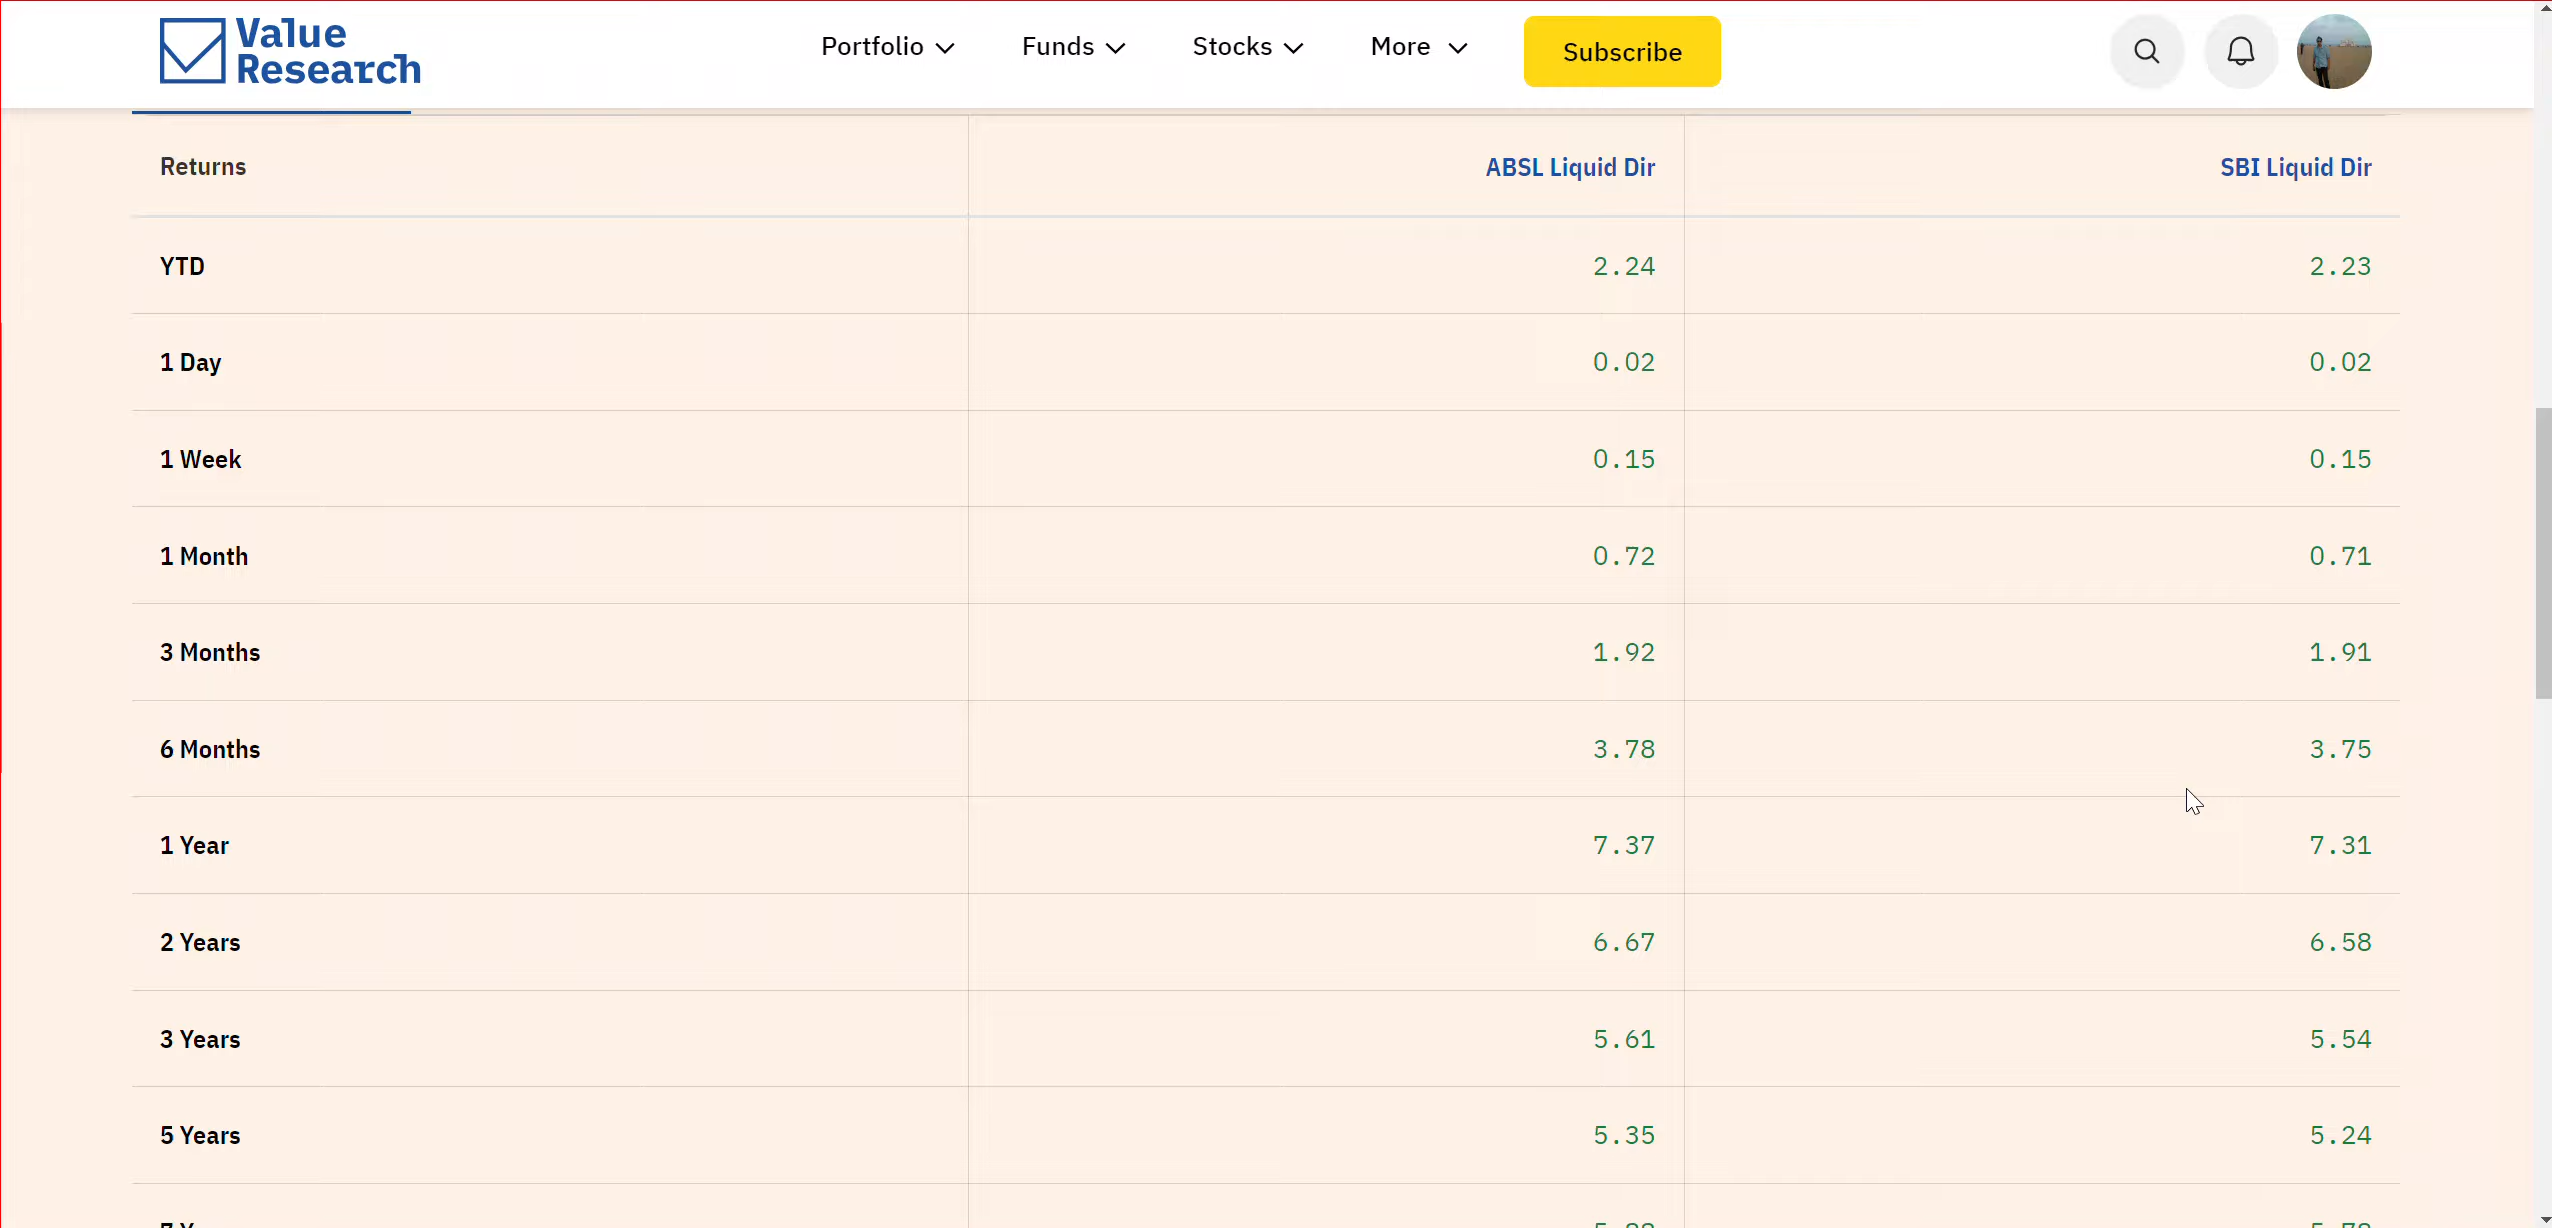 Value Research
Portfolio Funds Stocks More Subscribe
Returns ABSL Liquid Dir SBI Liquid Dir
YTD 2.24 2.23
1 Day 0.02 0.02
1 Week 0.15 0.15
1 Month 0.72 0.71
3 Months 1.92 1.91
6 Months 3.78 3.75
1 Year 7.37 7.31
2 Years 6.67 6.58
3 Years 5.61 5.54
5 Years 5.35 5.24